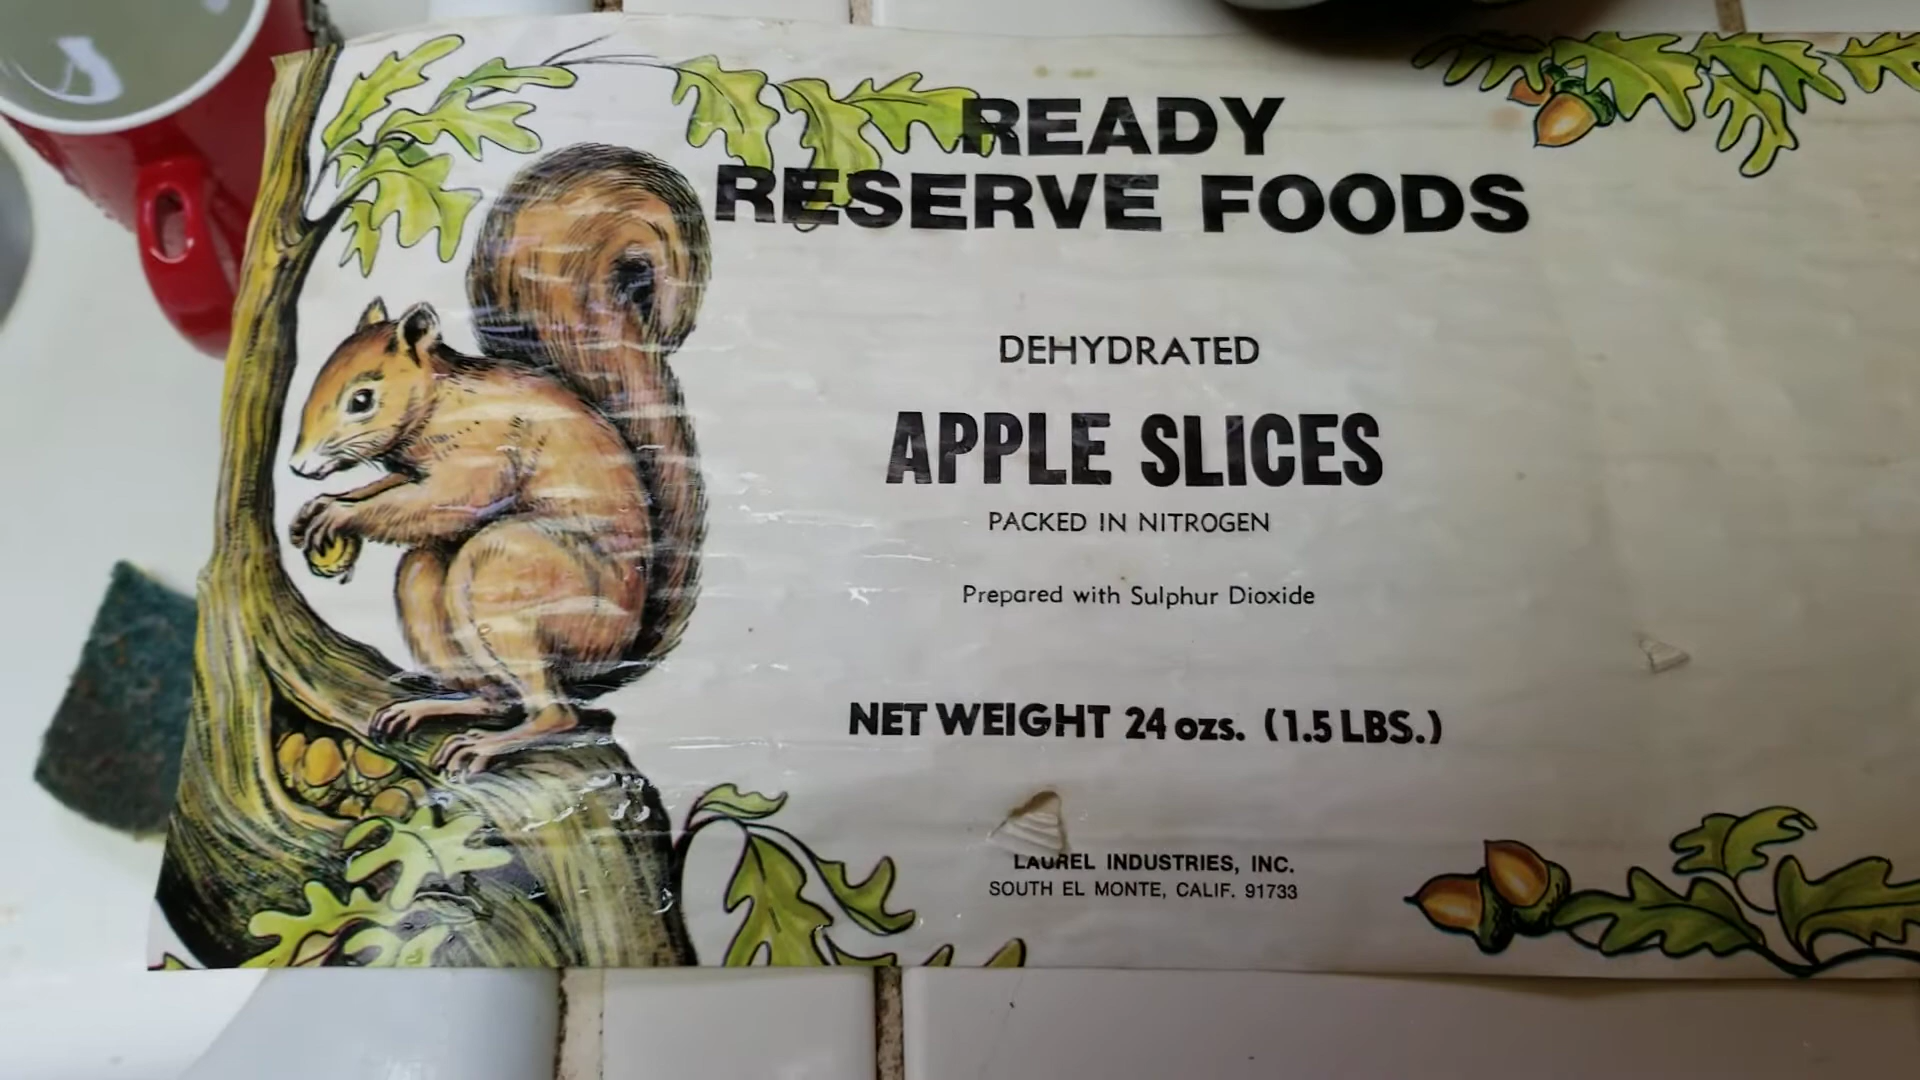 READY
RESERVE FOODS
DEHYDRATED
APPLE SLICES
PACKED IN NITROGEN
Prepared with Sulphur Dioxide
NET WEIGHT 24 ozs. (1.5 LBS.)
LAUREL INDUSTRIES, INC.
SOUTH EL MONTE, CALIF. 91733